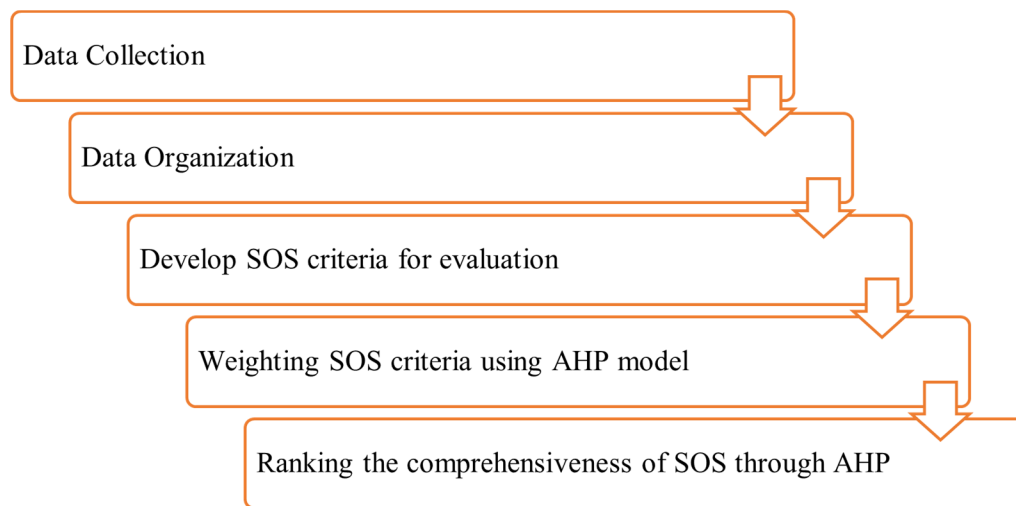 Data Collection
Data Organization
Develop SOS criteria for evaluation
Weighting SOS criteria using AHP model
Ranking the comprehensiveness of SOS through AHP